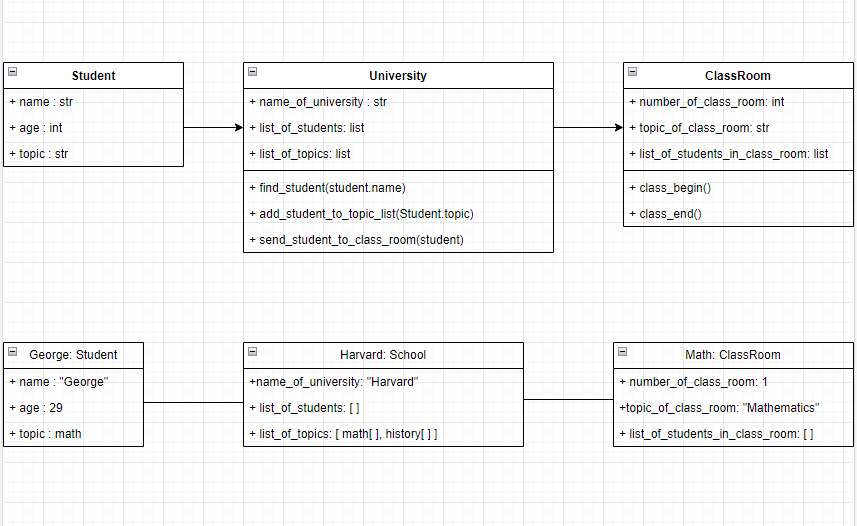 Student
+ name : str
+ age : int
+ topic : str
University
+ name_of_university : str
+ list_of_students: list
+ list_of_topics: list
+ find_student(student.name)
+ add_student_to_topic_list(Student.topic)
+ send_student_to_class_room(student)
ClassRoom
+ number_of_class_room: int
+ topic_of_class_room: str
+ list_of_students_in_class_room: list
+ class_begin()
+ class_end()
George: Student
+ name : "George"
+ age : 29
+ topic : math
Harvard: School
+name_of_university: "Harvard"
+ list_of_students: [ ]
+ list_of_topics: [ math[ ], history[ ] ]
Math: ClassRoom
+ number_of_class_room: 1
+topic_of_class_room: "Mathematics"
+ list_of_students_in_class_room: [ ]